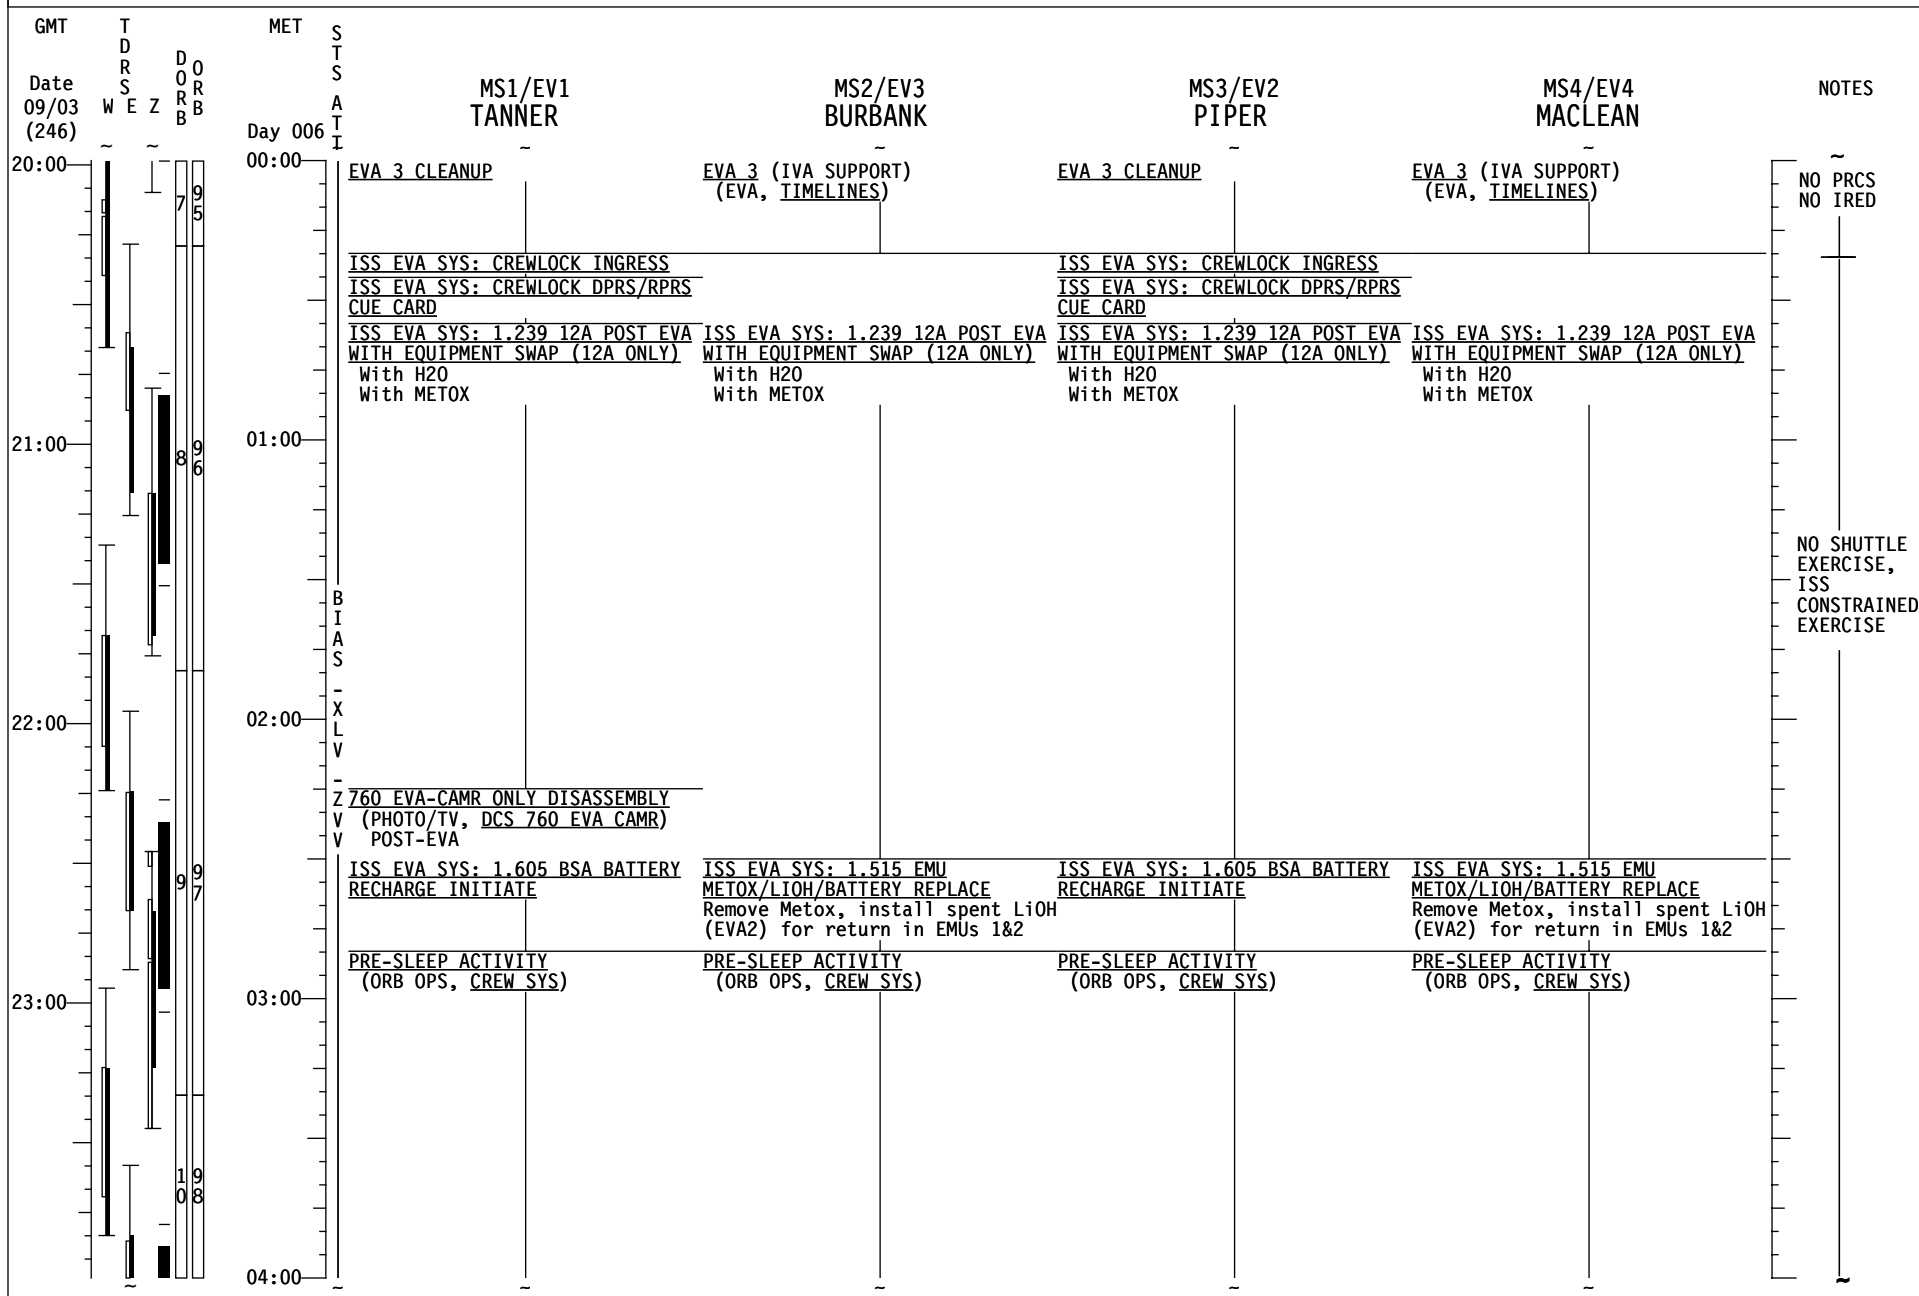 GMT
TDRS
DORB
ORB
MET
STS ATT
Date
09/03
(246)
W E Z
Day 006
MS1/EV1
TANNER
MS2/EV3
BURBANK
MS3/EV2
PIPER
MS4/EV4
MACLEAN
NOTES
~ ~ ~ ~ ~ ~ ~
20:00
21:00
22:00
23:00
7
8
9
10
95
96
97
98
00:00
01:00
02:00
03:00
04:00
BIAS -XLV -ZVV
EVA 3 CLEANUP
ISS EVA SYS: CREWLOCK INGRESS
ISS EVA SYS: CREWLOCK DPRS/RPRS
CUE CARD
ISS EVA SYS: 1.239 12A POST EVA
WITH EQUIPMENT SWAP (12A ONLY)
With H2O
With METOX
760 EVA-CAMR ONLY DISASSEMBLY
(PHOTO/TV, DCS 760 EVA CAMR)
POST-EVA
ISS EVA SYS: 1.605 BSA BATTERY
RECHARGE INITIATE
PRE-SLEEP ACTIVITY
(ORB OPS, CREW SYS)
EVA 3 (IVA SUPPORT)
(EVA, TIMELINES)
ISS EVA SYS: 1.239 12A POST EVA
WITH EQUIPMENT SWAP (12A ONLY)
With H2O
With METOX
ISS EVA SYS: 1.515 EMU
METOX/LIOH/BATTERY REPLACE
Remove Metox, install spent LiOH
(EVA2) for return in EMUs 1&2
PRE-SLEEP ACTIVITY
(ORB OPS, CREW SYS)
EVA 3 CLEANUP
ISS EVA SYS: CREWLOCK INGRESS
ISS EVA SYS: CREWLOCK DPRS/RPRS
CUE CARD
ISS EVA SYS: 1.239 12A POST EVA
WITH EQUIPMENT SWAP (12A ONLY)
With H2O
With METOX
ISS EVA SYS: 1.605 BSA BATTERY
RECHARGE INITIATE
PRE-SLEEP ACTIVITY
(ORB OPS, CREW SYS)
EVA 3 (IVA SUPPORT)
(EVA, TIMELINES)
ISS EVA SYS: 1.239 12A POST EVA
WITH EQUIPMENT SWAP (12A ONLY)
With H2O
With METOX
ISS EVA SYS: 1.515 EMU
METOX/LIOH/BATTERY REPLACE
Remove Metox, install spent LiOH
(EVA2) for return in EMUs 1&2
PRE-SLEEP ACTIVITY
(ORB OPS, CREW SYS)
NO PRCS
NO IRED
NO SHUTTLE
EXERCISE,
ISS
CONSTRAINED
EXERCISE
~ ~ ~ ~ ~ ~ ~